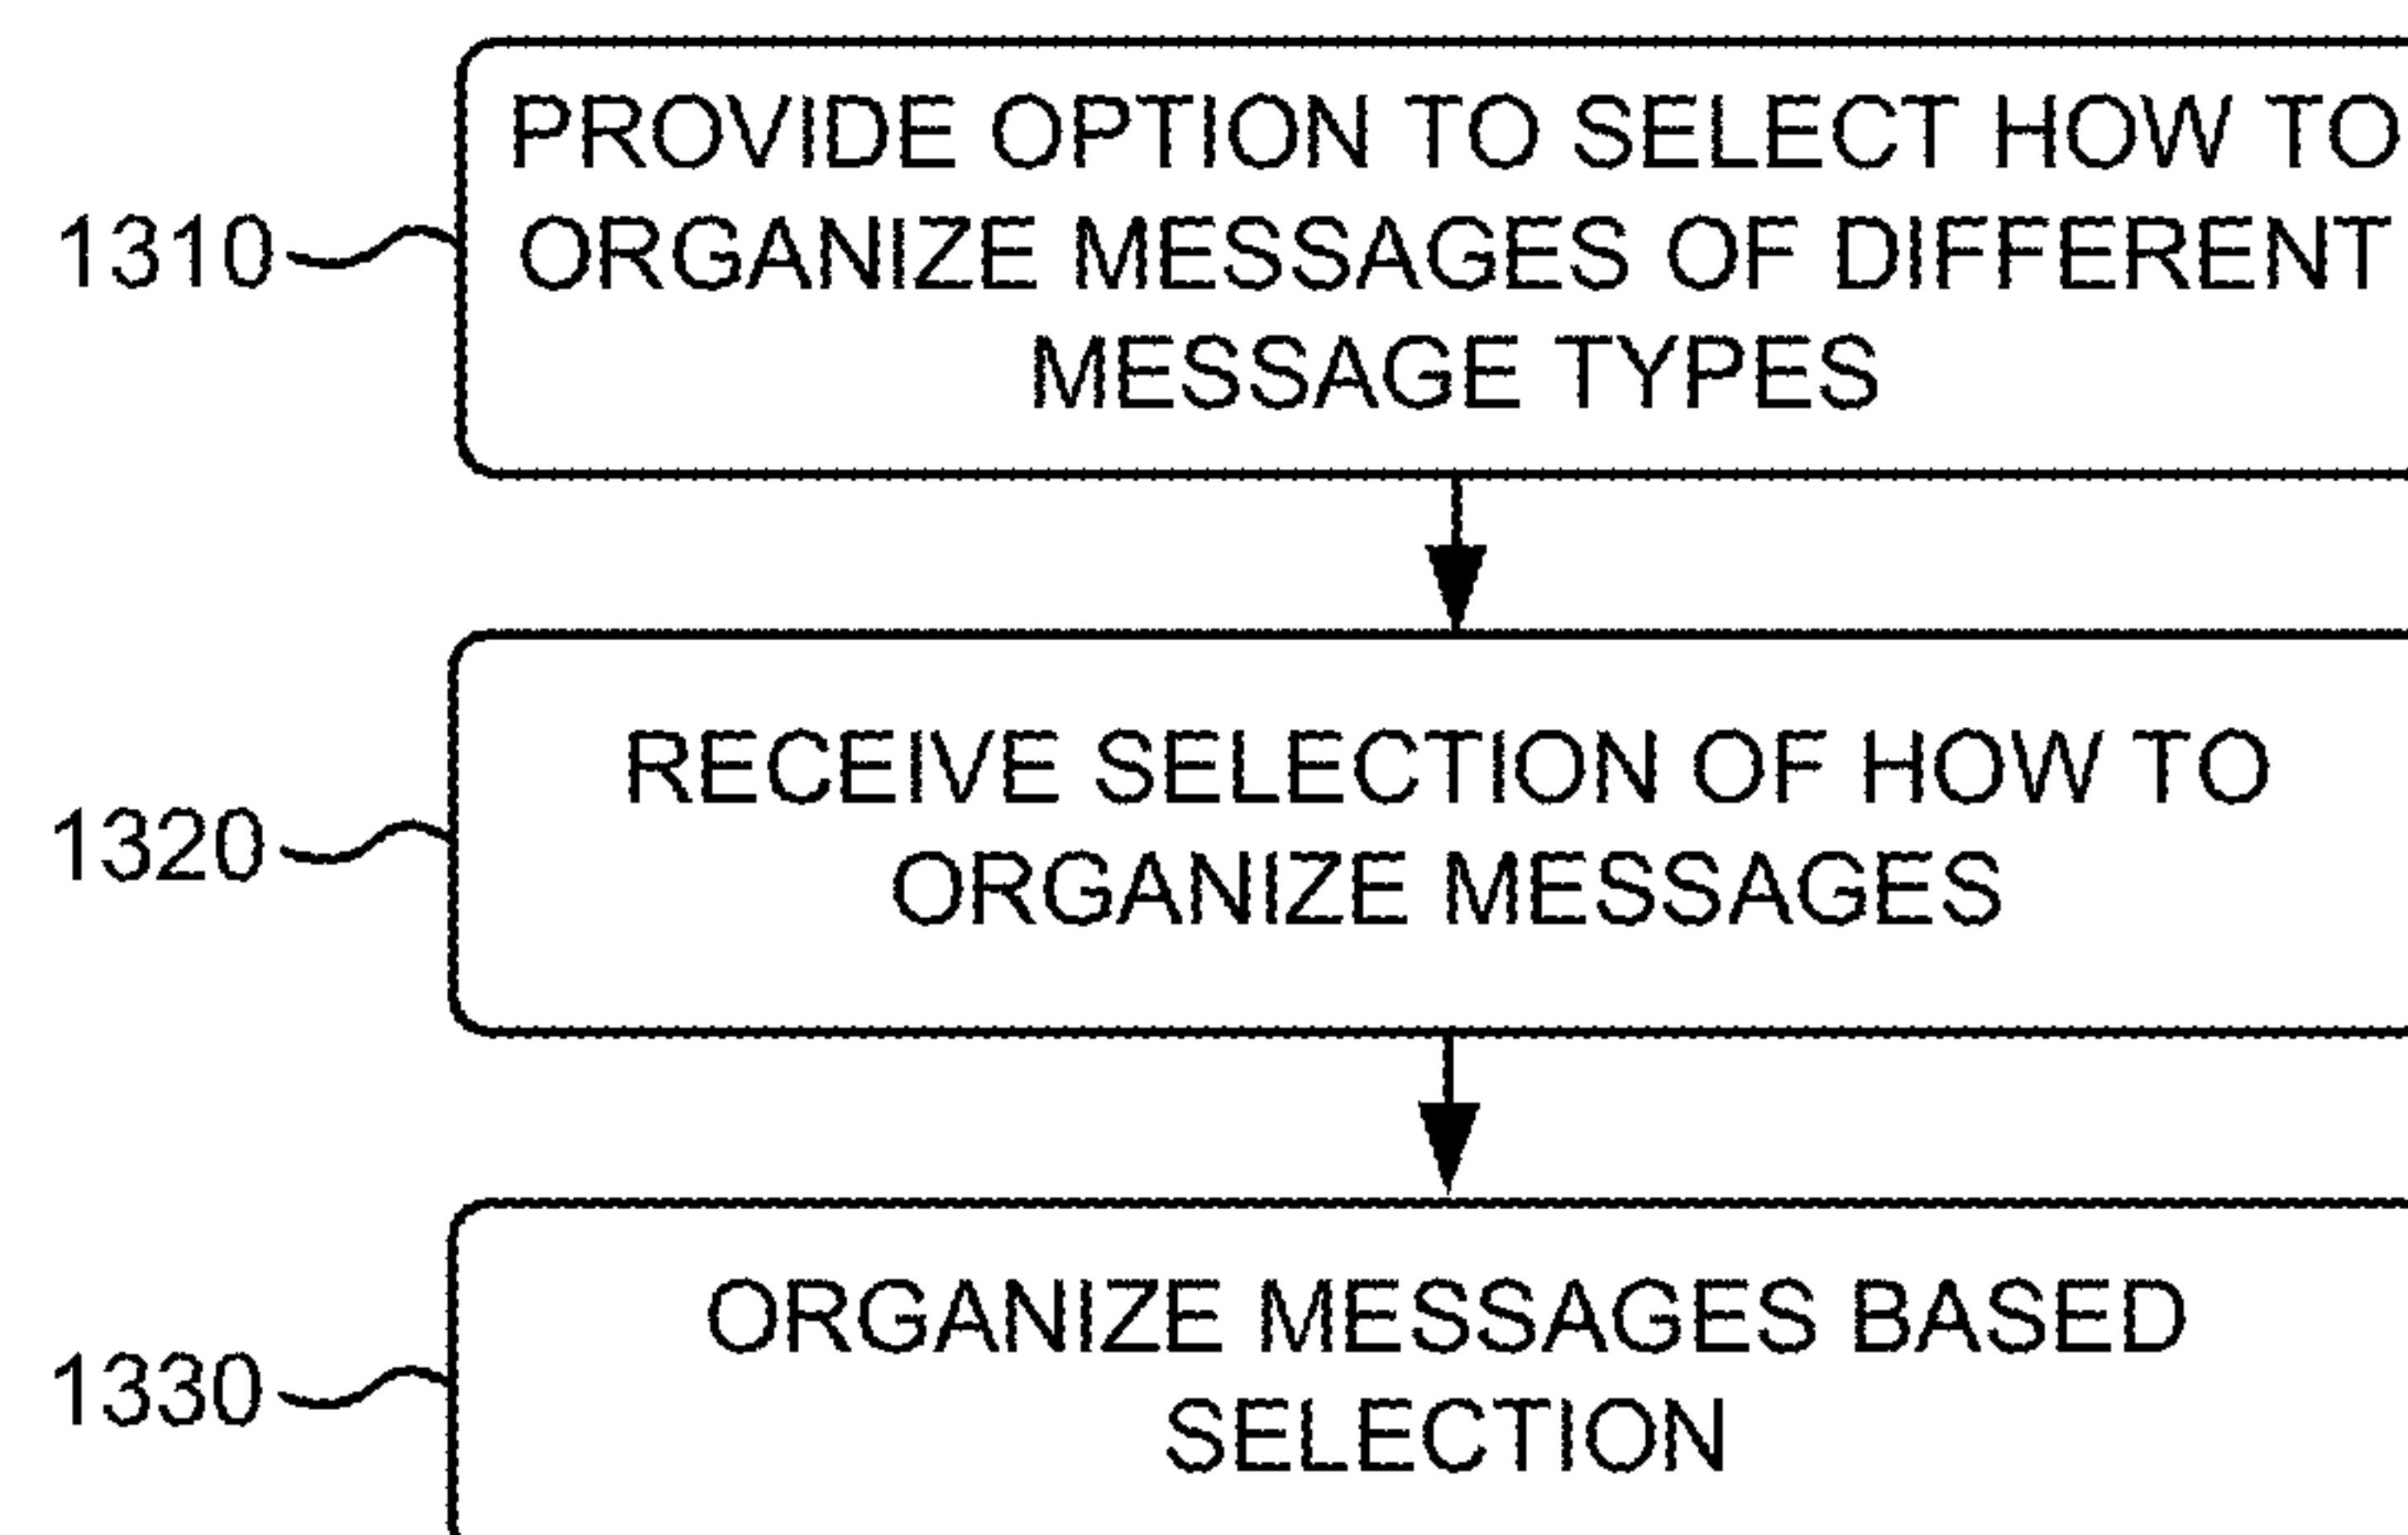 PROVIDE OPTION TO SELECT HOW TO
1310 ORGANIZE MESSAGES OF DIFFERENT
MESSAGE TYPES
RECEIVE SELECTION OF HOW TO
1320
ORGANIZE MESSAGES
ORGANIZE MESSAGES BASED
1330
SELECTION